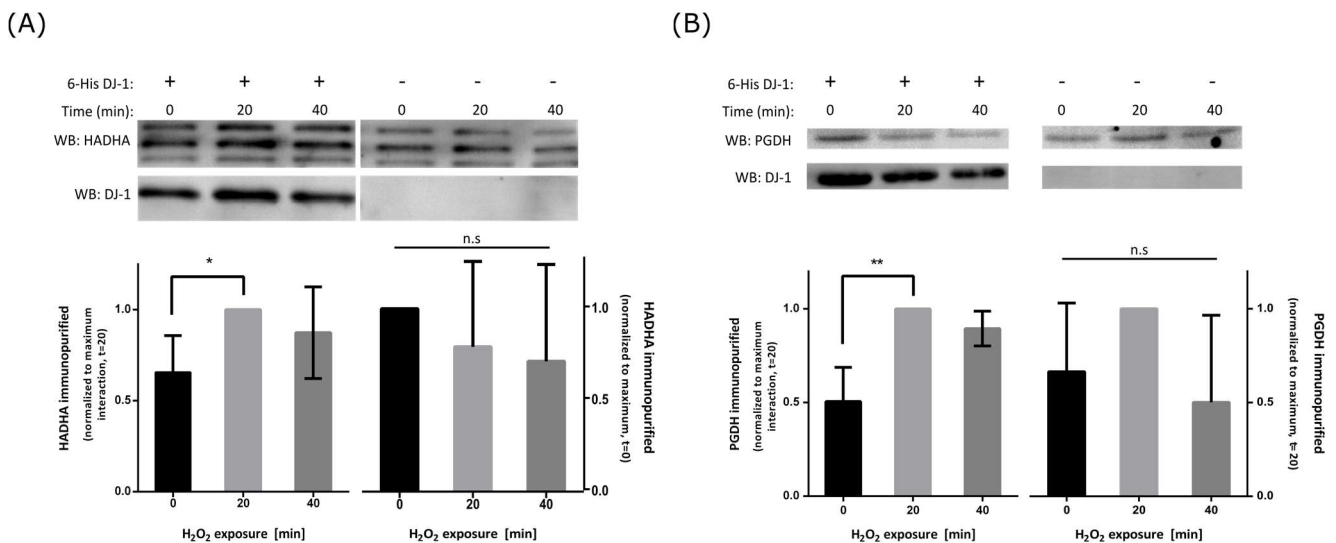 (A)
6-His DJ-1: + + + - - -
Time (min): 0 20 40 0 20 40
WB: HADHA
WB: DJ-1
* n.s
HADHA immunopurified
(normalized to maximum
interaction, t=20)
1.0
0.5
0.0
0 20 40
H2O2 exposure [min]
1.0
0.5
0.0
0 20 40
H2O2 exposure [min]
HADHA immunopurified
(normalized to maximum, t=0)
(B)
6-His DJ-1: + + + - - -
Time (min): 0 20 40 0 20 40
WB: PGDH
WB: DJ-1
** n.s
PGDH immunopurified
(normalized to maximum
interaction, t=20)
1.0
0.5
0.0
0 20 40
H2O2 exposure [min]
1.0
0.5
0.0
0 20 40
H2O2 exposure [min]
PGDH immunopurified
(normalized to maximum, t=20)